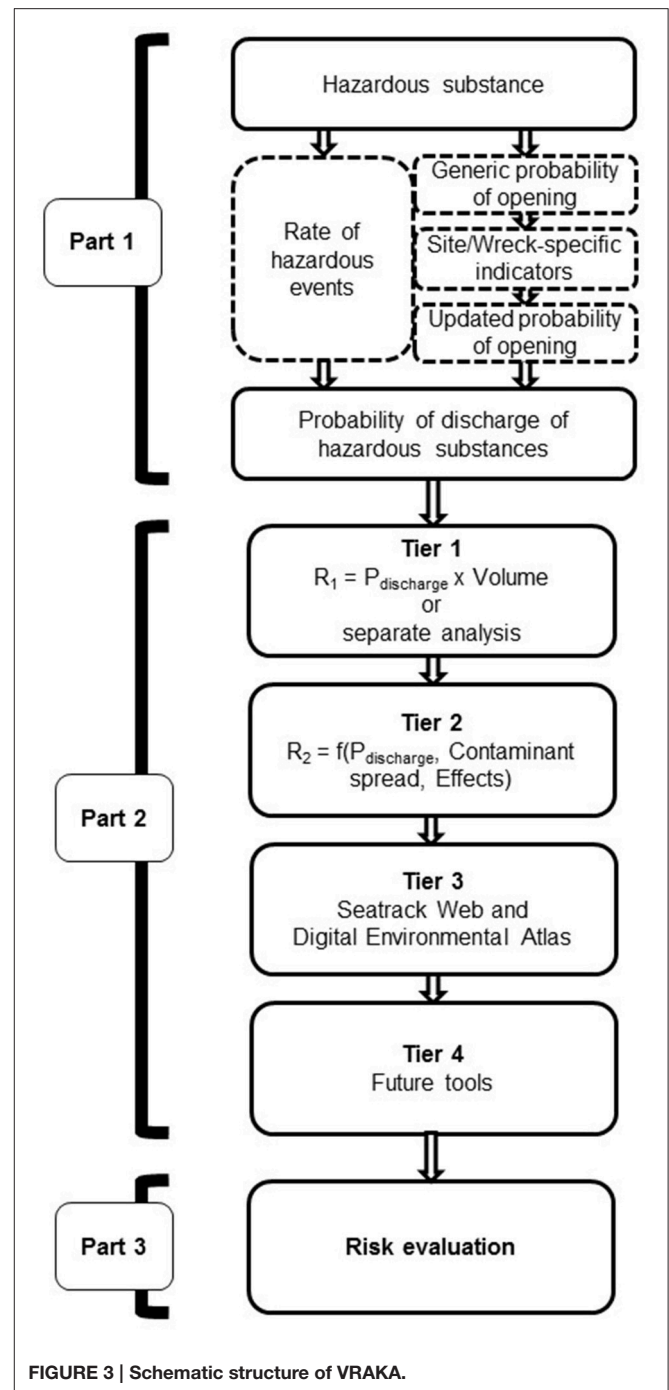 Hazardous substance
Part 1
Rate of
hazardous
events
Generic probability
of opening
Site/Wreck-specific
indicators
Updated probability
of opening
Probability of discharge of
hazardous substances
Part 2
Tier 1
R1 = Pdischarge x Volume
or
separate analysis
Tier 2
R2 = f(Pdischarge, Contaminant
spread, Effects)
Tier 3
Seatrack Web and
Digital Environmental Atlas
Tier 4
Future tools
Part 3
Risk evaluation
FIGURE 3 | Schematic structure of VRAKA.